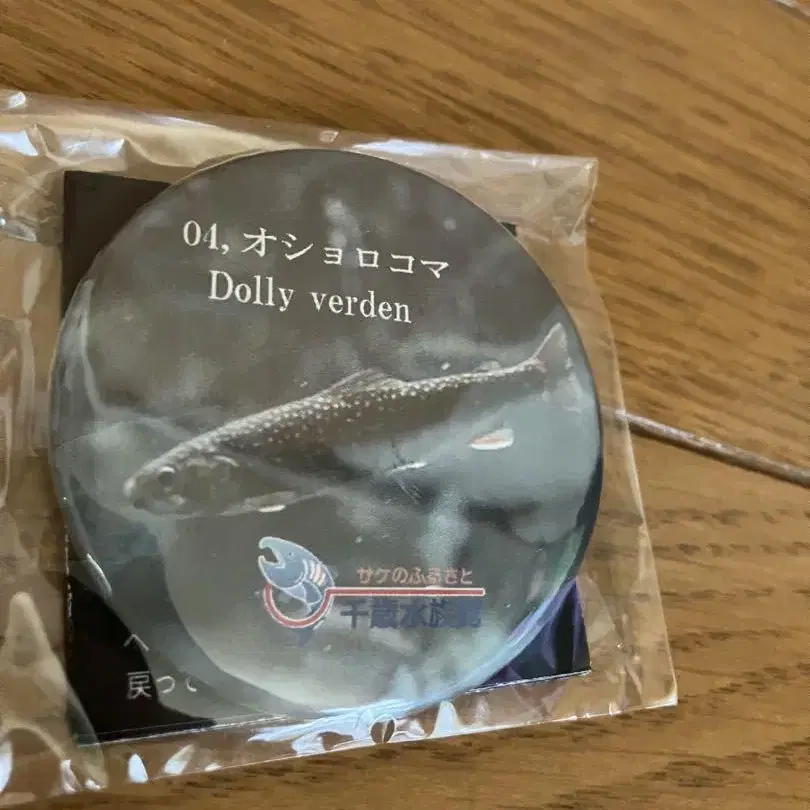 04,オショロコマ
Dolly verden
サケのふるさと
千歳水族館
へ
戻って